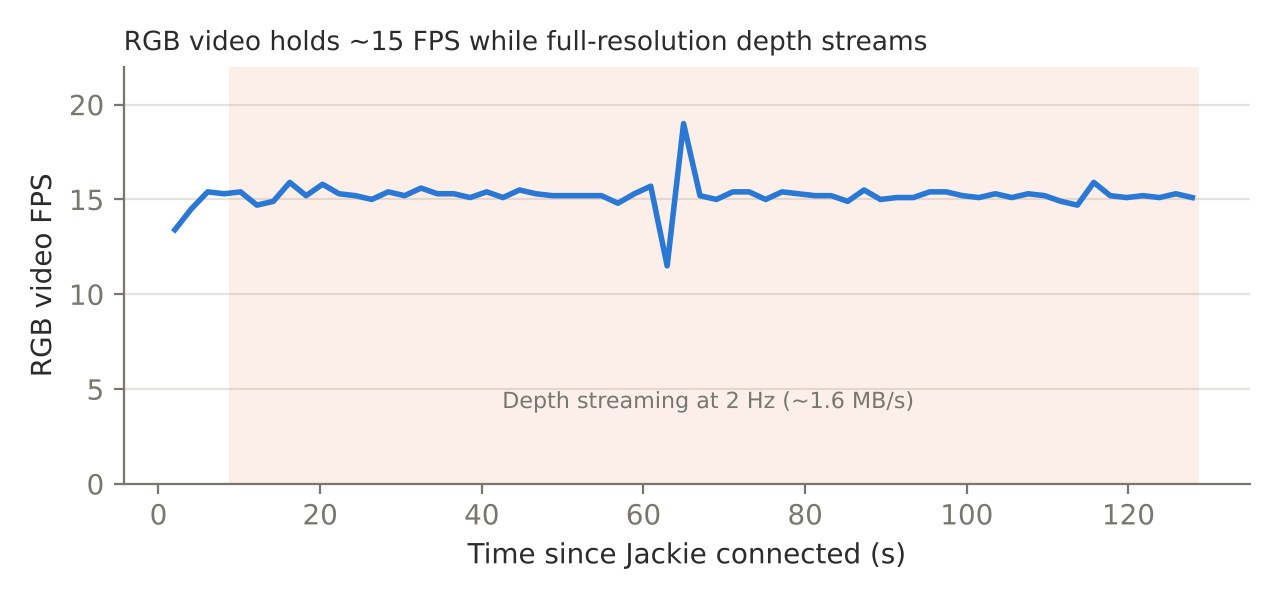 RGB video holds ~15 FPS while full-resolution depth streams
RGB video FPS
20
15
10
5
0
Depth streaming at 2 Hz (~1.6 MB/s)
0 20 40 60 80 100 120
Time since Jackie connected (s)